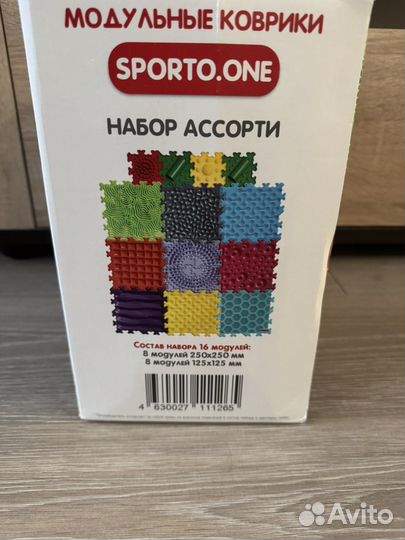 МОДУЛЬНЫЕ КОВРИКИ
SPORTO.ONE
НАБОР АССОРТИ
Состав набора 16 модулей:
8 модулей 250x250 мм
8 модулей 125x125 мм
4 630027 111265
Avito